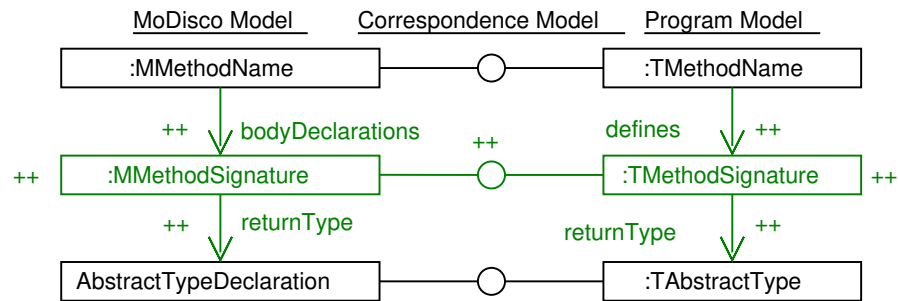 MoDisco Model Correspondence Model Program Model
:MMethodName :TMethodName
++ bodyDeclarations ++ defines ++
++ :MMethodSignature :TMethodSignature ++
++ returnType returnType ++
AbstractTypeDeclaration :TAbstractType